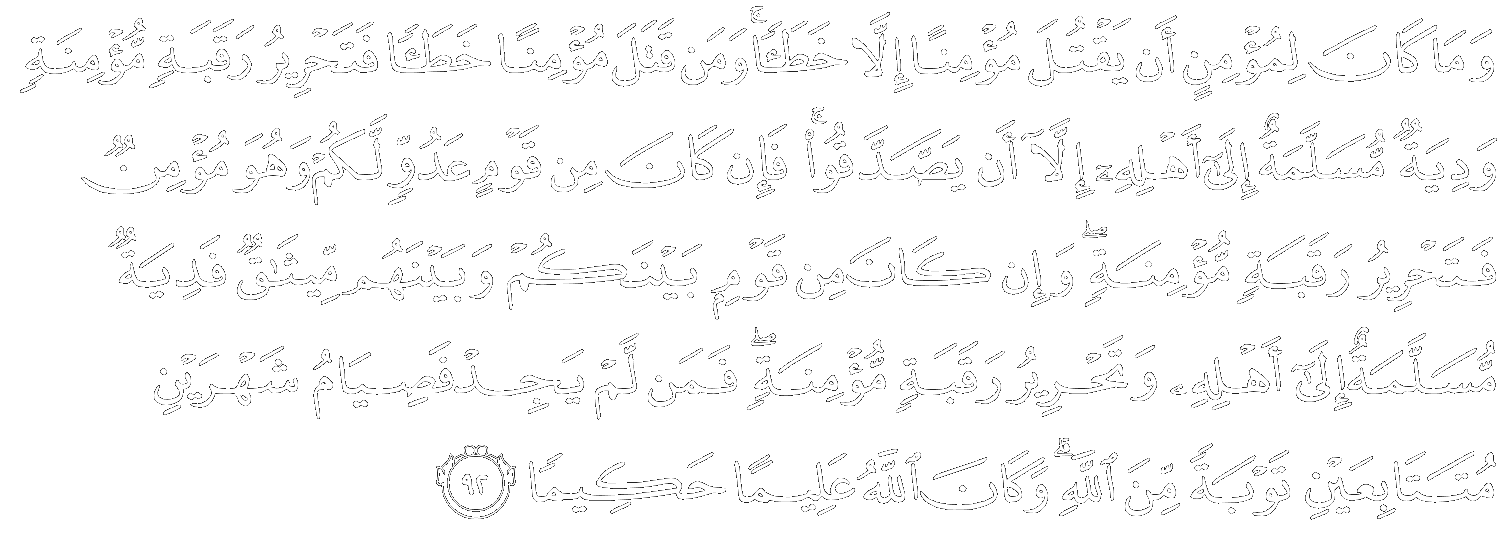 وَمَا كَانَ لِمُؤْمِنٍ أَن يَقْتُلَ مُؤْمِنًا إِلَّا خَطَـًٔا ۚ وَمَن قَتَلَ مُؤْمِنًا خَطَـًٔا فَتَحْرِيرُ رَقَبَةٍ مُّؤْمِنَةٍ
وَدِيَةٌ مُّسَلَّمَةٌ إِلَىٰٓ أَهْلِهِۦٓ إِلَّآ أَن يَصَّدَّقُوا۟ ۚ فَإِن كَانَ مِن قَوْمٍ عَدُوٍّ لَّكُمْ وَهُوَ مُؤْمِنٌ
فَتَحْرِيرُ رَقَبَةٍ مُّؤْمِنَةٍ ۖ وَإِن كَانَ مِن قَوْمٍ بَيْنَكُمْ وَبَيْنَهُم مِّيثَـٰقٌ فَدِيَةٌ
مُّسَلَّمَةٌ إِلَىٰٓ أَهْلِهِۦ وَتَحْرِيرُ رَقَبَةٍ مُّؤْمِنَةٍ ۖ فَمَن لَّمْ يَجِدْ فَصِيَامُ شَهْرَيْنِ
مُتَتَابِعَيْنِ تَوْبَةً مِّنَ ٱللَّهِ ۗ وَكَانَ ٱللَّهُ عَلِيمًا حَكِيمًا ٩٢